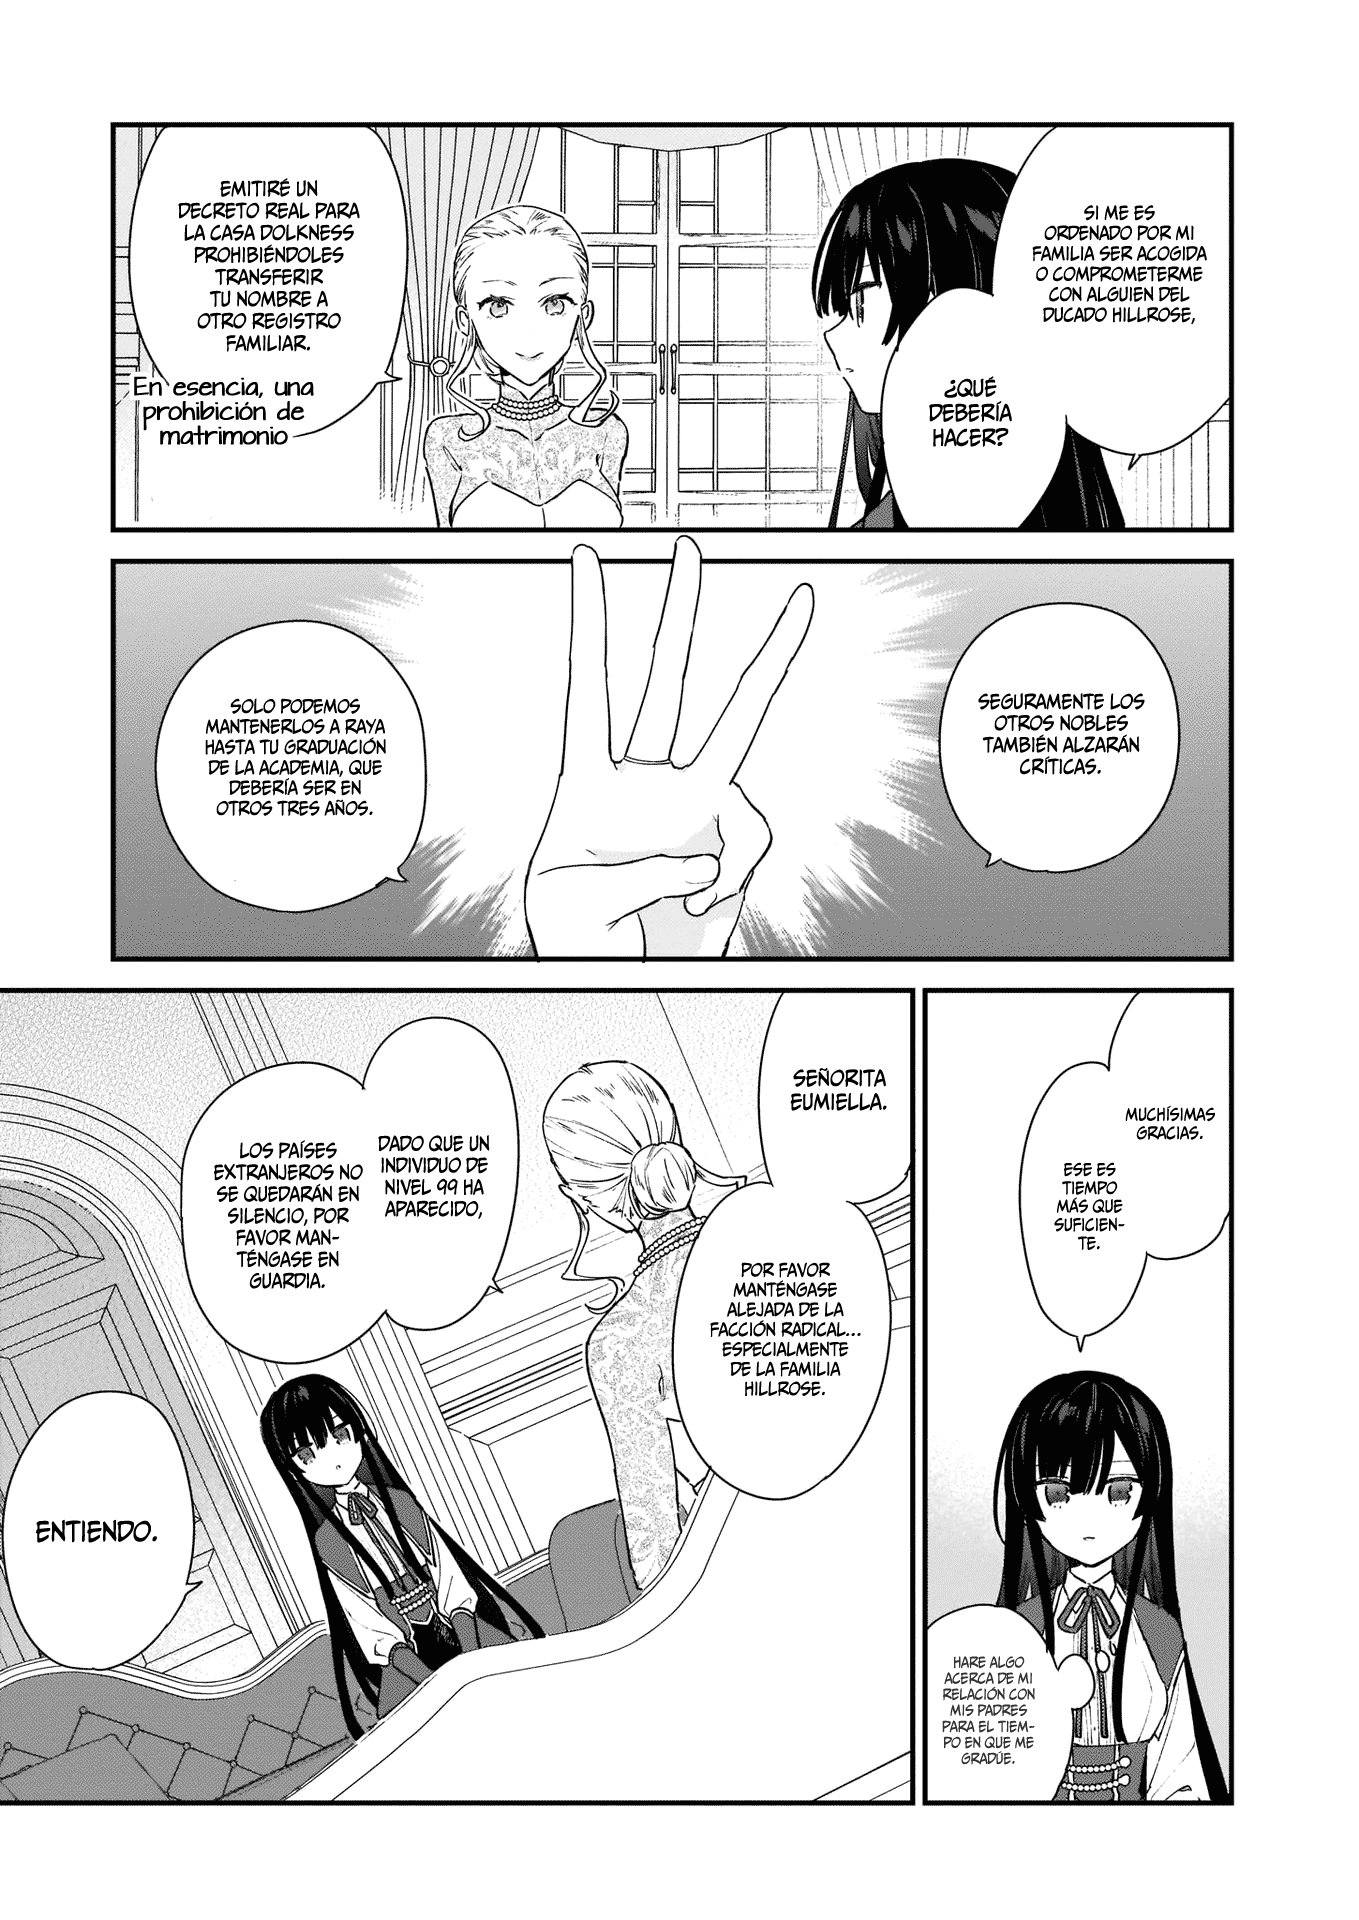 SI ME ES
ORDENADO POR MI
FAMILIA SER ACOGIDA
O COMPROMETERME
CON ALGUIEN DEL
DUCADO HILLROSE,
¿QUÉ
DEBERÍA
HACER?
EMITIRÉ UN
DECRETO REAL PARA
LA CASA DOLKNESS
PROHIBIÉNDOLES
TRANSFERIR
TU NOMBRE A
OTRO REGISTRO
FAMILIAR.
En esencia, una
prohibición de
matrimonio
SEGURAMENTE LOS
OTROS NOBLES
TAMBIÉN ALZARÁN
CRÍTICAS.
SOLO PODEMOS
MANTENERLOS A RAYA
HASTA TU GRADUACIÓN
DE LA ACADEMIA, QUE
DEBERÍA SER EN
OTROS TRES AÑOS.
MUCHÍSIMAS
GRACIAS.
ESE ES
TIEMPO
MÁS QUE
SUFICIEN-
TE.
HARE ALGO
ACERCA DE MI
RELACIÓN CON
MIS PADRES
PARA EL TIEM-
PO EN QUE ME
GRADÚE.
SEÑORITA
EUMIELLA.
POR FAVOR
MANTÉNGASE
ALEJADA DE LA
FACCIÓN RADICAL...
ESPECIALMENTE
DE LA FAMILIA
HILLROSE.
DADO QUE UN
INDIVIDUO DE
NIVEL 99 HA
APARECIDO,
LOS PAÍSES
EXTRANJEROS NO
SE QUEDARÁN EN
SILENCIO, POR
FAVOR MAN-
TÉNGASE EN
GUARDIA.
ENTIENDO.